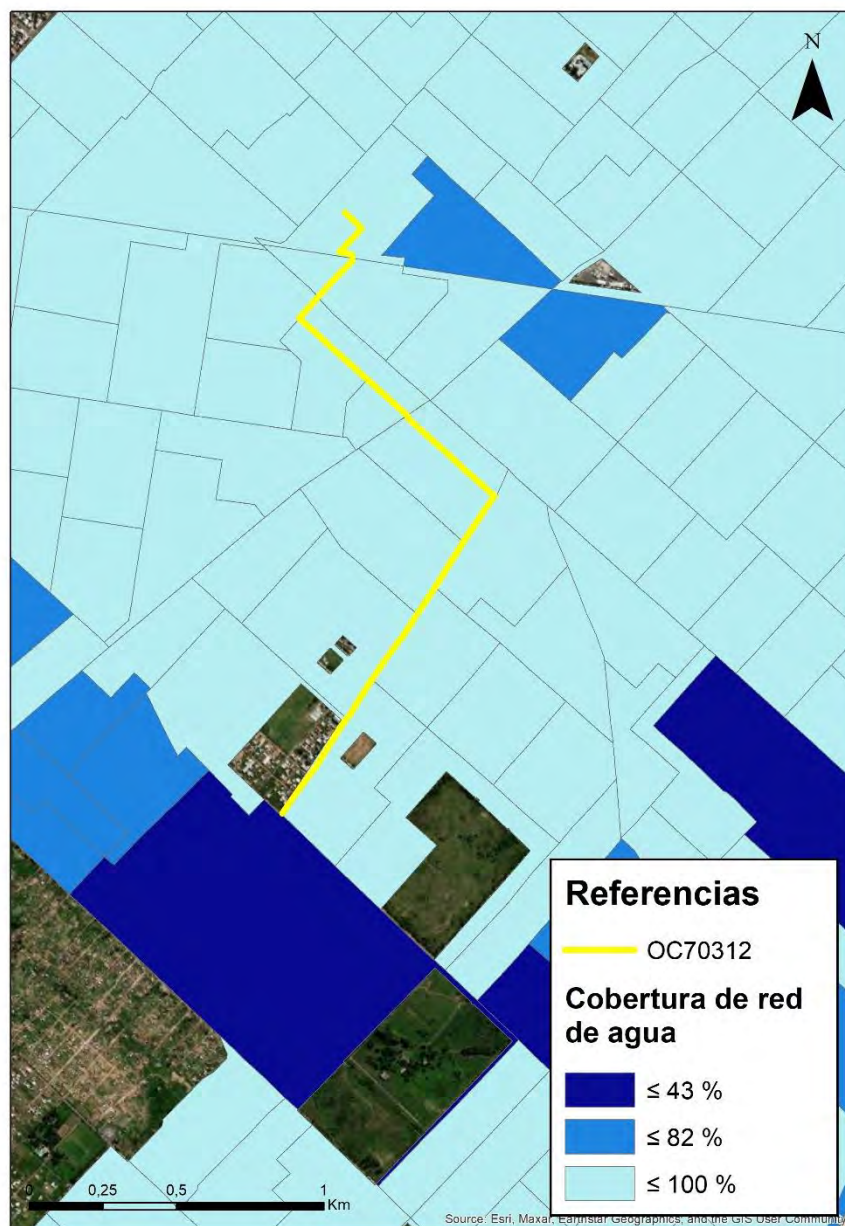 N
Referencias
OC70312
Cobertura de red
de agua
≤ 43 %
≤ 82 %
≤ 100 %
0 0,25 0,5 1
Km
Source: Esri, Maxar, Earthstar Geographics, and the GIS User Community